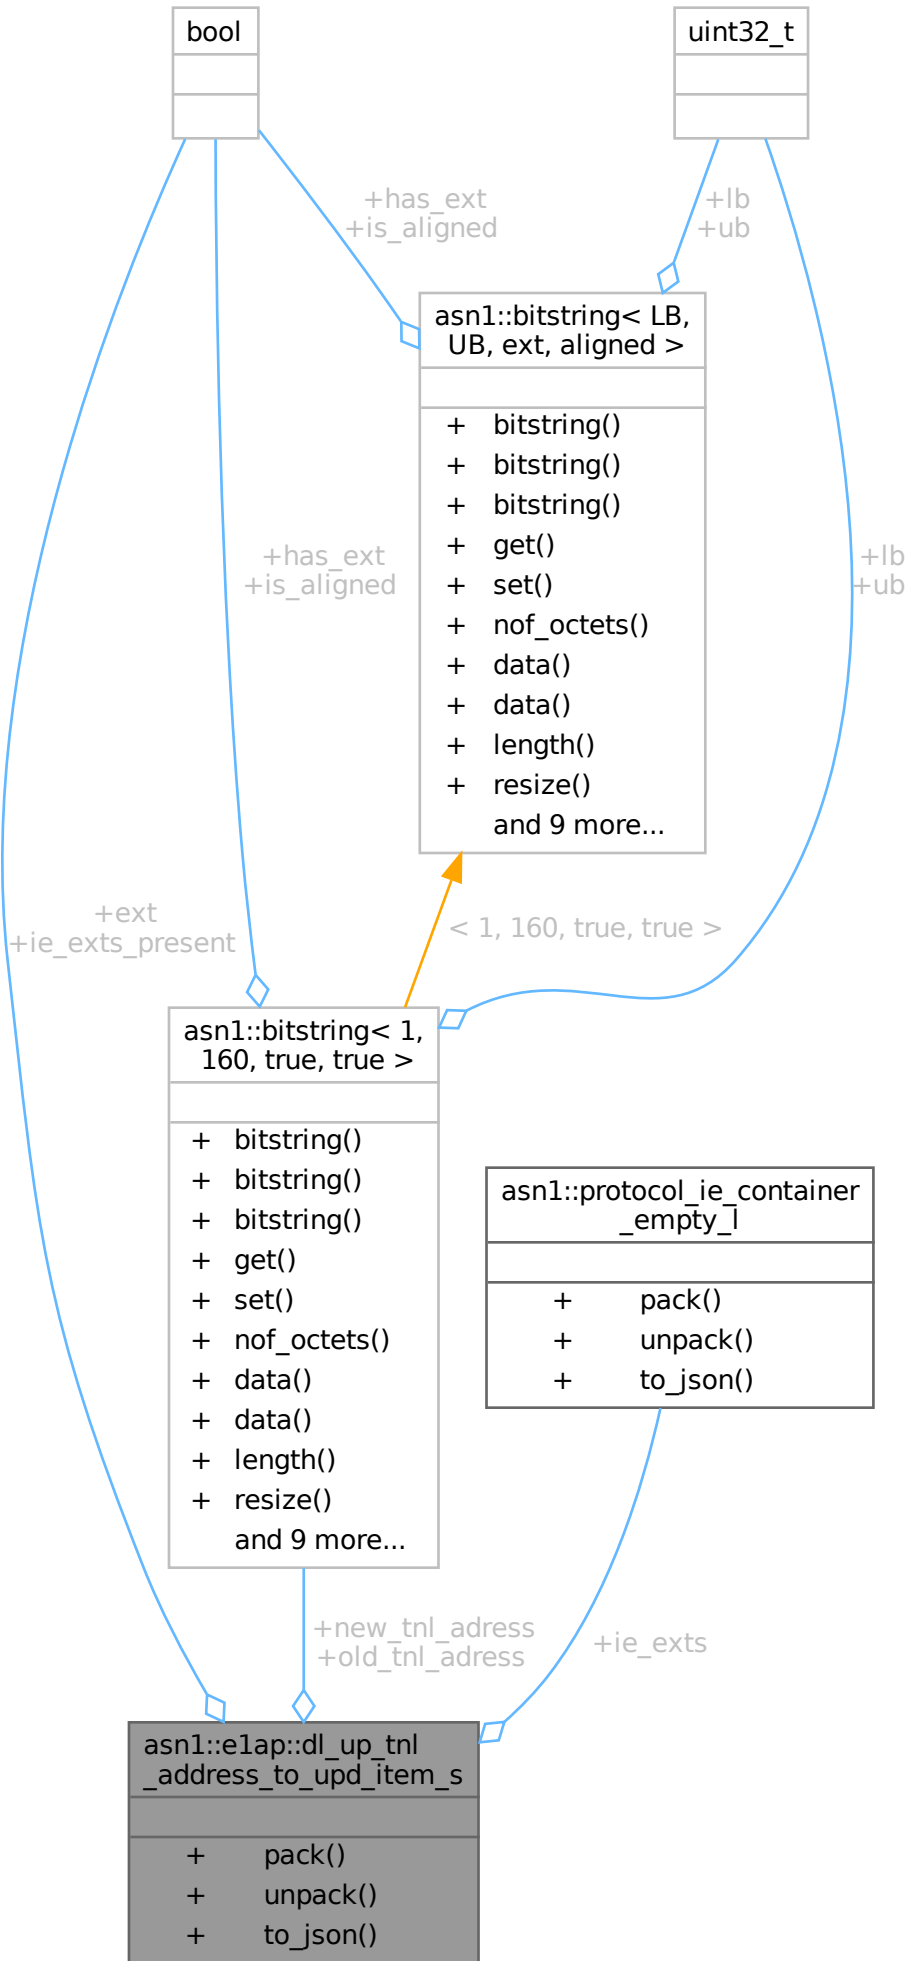 bool
uint32_t
+has_ext
+is_aligned
+lb
+ub
asn1::bitstring< LB,
UB, ext, aligned >
+ bitstring()
+ bitstring()
+ bitstring()
+ get()
+ set()
+ nof_octets()
+ data()
+ data()
+ length()
+ resize()
and 9 more...
+has_ext
+is_aligned
+lb
+ub
+ext
+ie_exts_present
< 1, 160, true, true >
asn1::bitstring< 1,
160, true, true >
+ bitstring()
+ bitstring()
+ bitstring()
+ get()
+ set()
+ nof_octets()
+ data()
+ data()
+ length()
+ resize()
and 9 more...
asn1::protocol_ie_container
_empty_l
+ pack()
+ unpack()
+ to_json()
+new_tnl_adress
+old_tnl_adress
+ie_exts
asn1::e1ap::dl_up_tnl
_address_to_upd_item_s
+ pack()
+ unpack()
+ to_json()